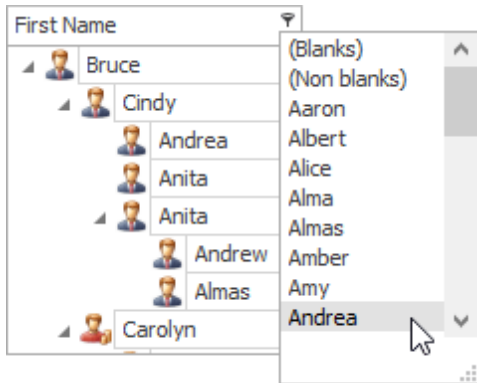 First Name
Bruce
Cindy
Andrea
Anita
Anita
Andrew
Almas
Carolyn
(Blanks)
(Non blanks)
Aaron
Albert
Alice
Alma
Almas
Amber
Amy
Andrea